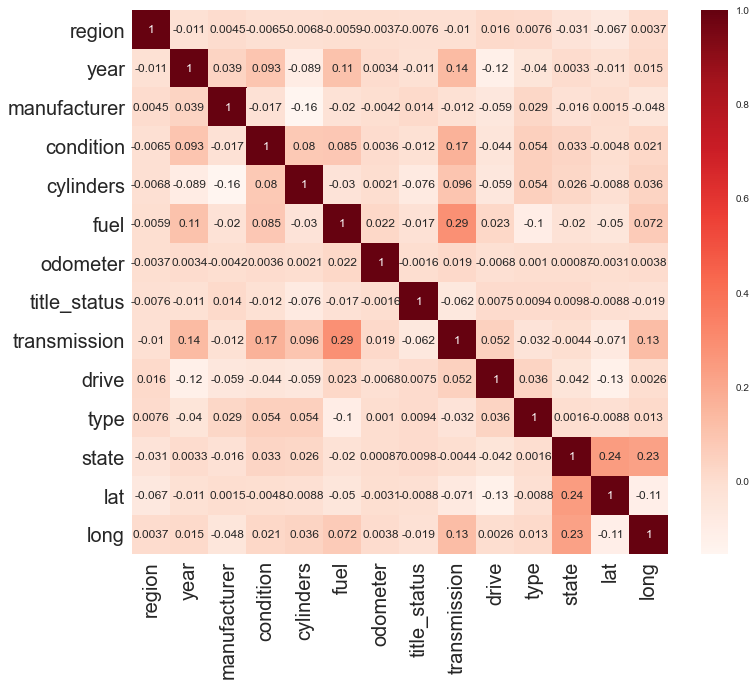 region 1 -0.011 0.0045 -0.0065 -0.0068 -0.0059 -0.0037 -0.0076 -0.01 0.016 0.0076 -0.031 -0.067 0.0037
year -0.011 1 0.039 0.093 -0.089 0.11 0.0034 -0.011 0.14 -0.12 -0.04 0.0033 -0.011 0.015
manufacturer 0.0045 0.039 1 -0.017 -0.16 -0.02 -0.0042 0.014 -0.012 -0.059 0.029 -0.016 0.0015 -0.048
condition -0.0065 0.093 -0.017 1 0.08 0.085 0.0036 -0.012 0.17 -0.044 0.054 0.033 -0.0048 0.021
cylinders -0.0068 -0.089 -0.16 0.08 1 -0.03 0.0021 -0.076 0.096 -0.059 0.054 0.026 -0.0088 0.036
fuel -0.0059 0.11 -0.02 0.085 -0.03 1 0.022 -0.017 0.29 0.023 -0.1 -0.02 -0.05 0.072
odometer -0.0037 0.0034 -0.0042 0.0036 0.0021 0.022 1 -0.0016 0.019 -0.0068 0.001 0.00087 -0.0031 0.0038
title_status -0.0076 -0.011 0.014 -0.012 -0.076 -0.017 -0.0016 1 -0.062 0.0075 0.0094 0.0098 -0.0088 -0.019
transmission -0.01 0.14 -0.012 0.17 0.096 0.29 0.019 -0.062 1 0.052 -0.032 -0.0044 -0.071 0.13
drive 0.016 -0.12 -0.059 -0.044 -0.059 0.023 -0.0068 0.0075 0.052 1 0.036 -0.042 -0.13 0.0026
type 0.0076 -0.04 0.029 0.054 0.054 -0.1 0.001 0.0094 -0.032 0.036 1 0.0016 -0.0088 0.013
state -0.031 0.0033 -0.016 0.033 0.026 -0.02 0.00087 0.0098 -0.0044 -0.042 0.0016 1 0.24 0.23
lat -0.067 -0.011 0.0015 -0.0048 -0.0088 -0.05 -0.0031 -0.0088 -0.071 -0.13 -0.0088 0.24 1 -0.11
long 0.0037 0.015 -0.048 0.021 0.036 0.072 0.0038 -0.019 0.13 0.0026 0.013 0.23 -0.11 1
region year manufacturer condition cylinders fuel odometer title_status transmission drive type state lat long
1.0
0.8
0.6
0.4
0.2
0.0